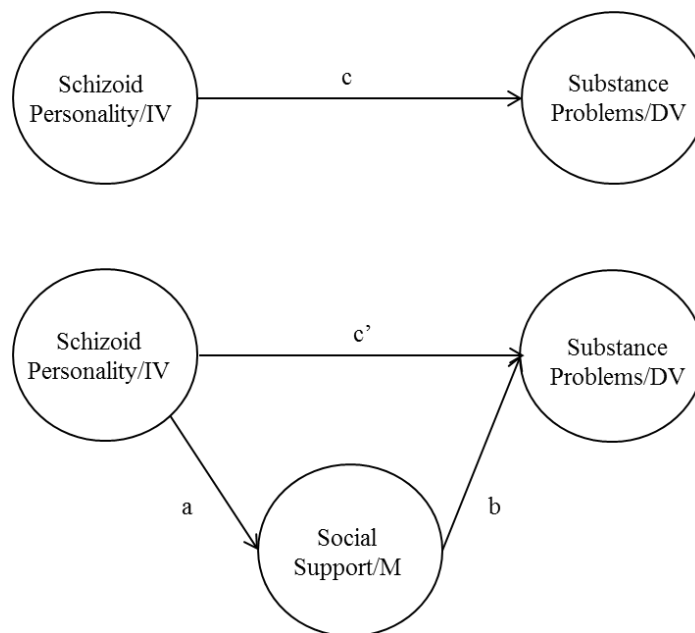 Schizoid
Personality/IV
c
Substance
Problems/DV
Schizoid
Personality/IV
c’
Substance
Problems/DV
a
Social
Support/M
b